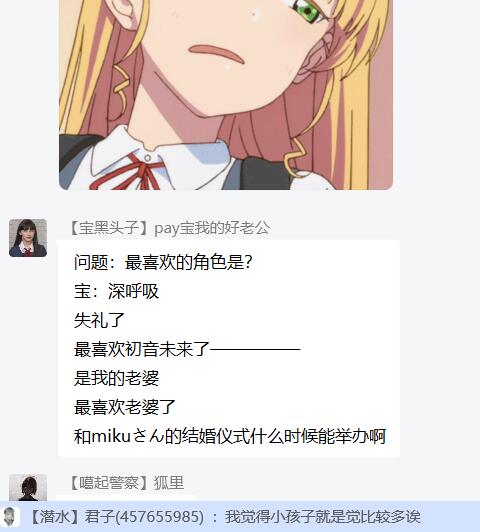 【宝黑头子】pay宝我的好老公
问题：最喜欢的角色是？
宝：深呼吸
失礼了
最喜欢初音未来了——————
是我的老婆
最喜欢老婆了
和mikuさん的结婚仪式什么时候能举办啊
【噶起警察】狐里
【潜水】君子(457655985) ：我觉得小孩子就是觉比较多诶